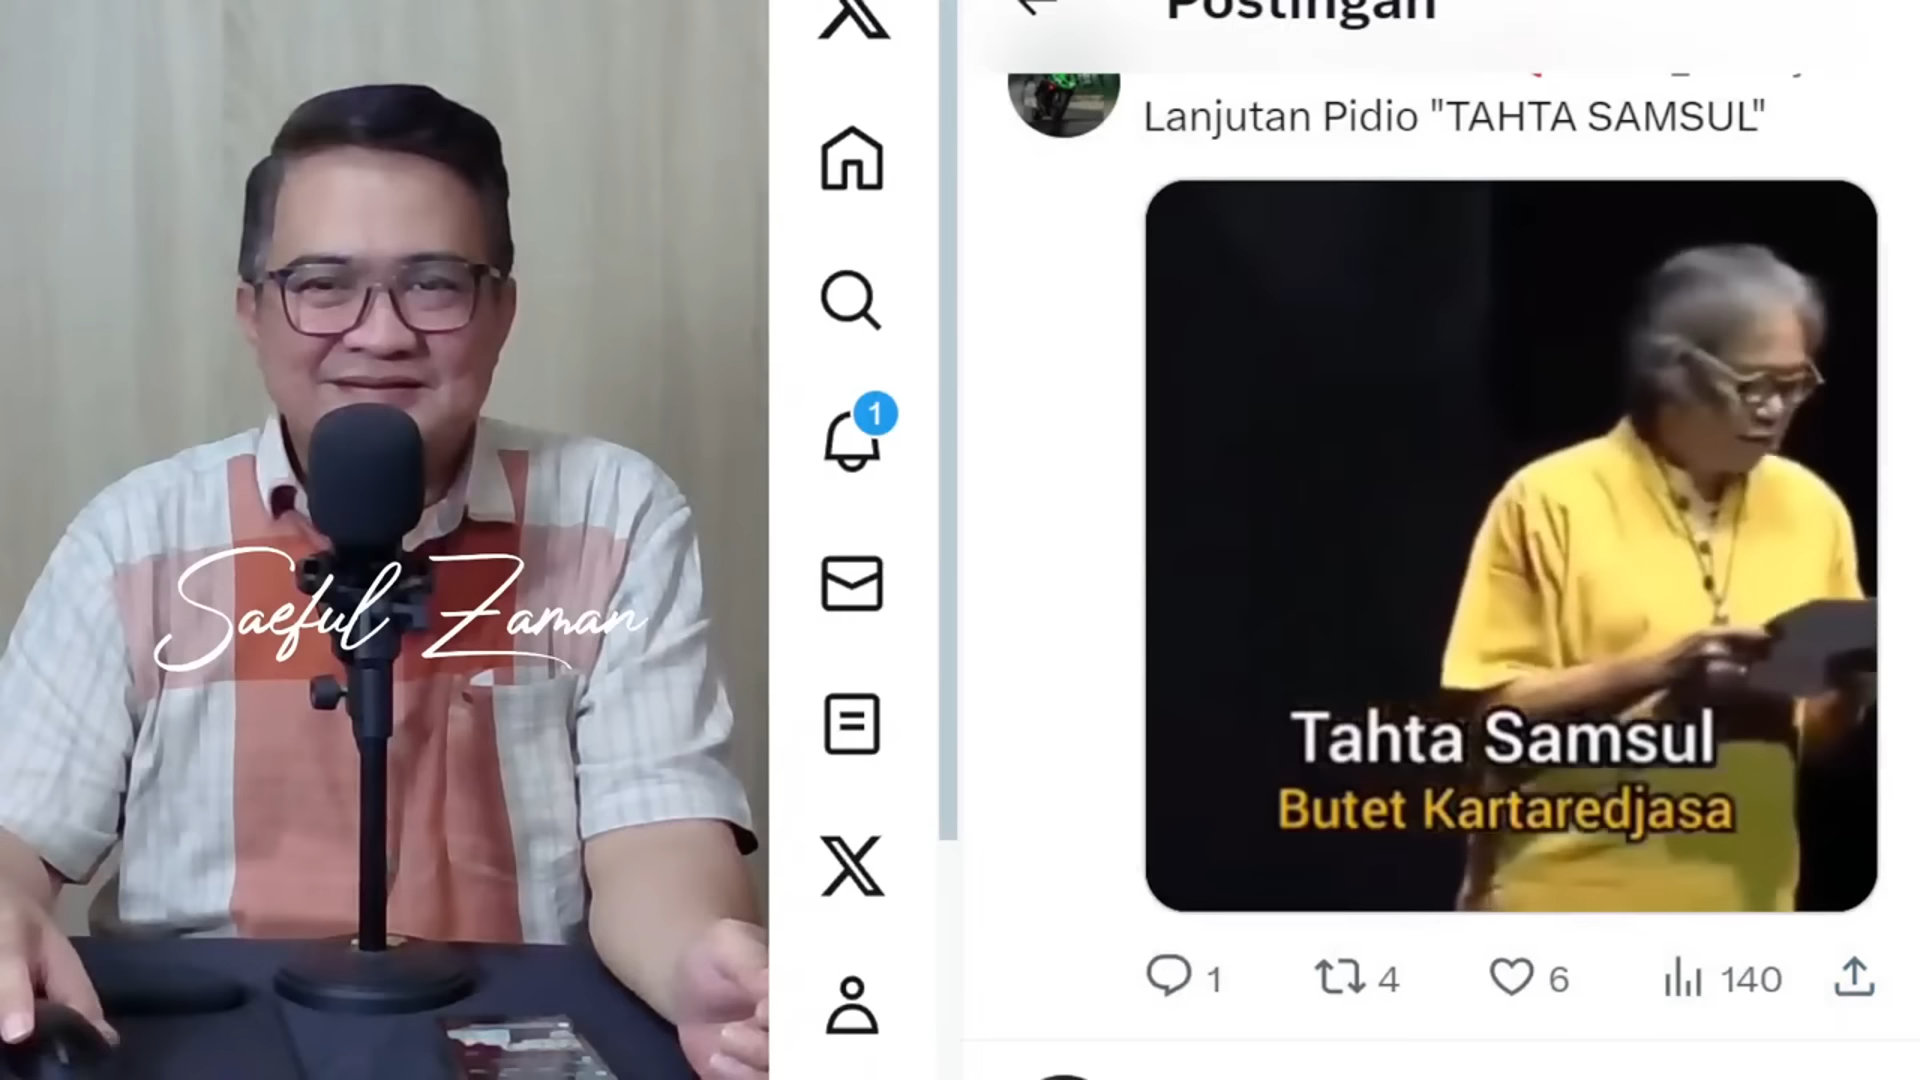 Postingan
Lanjutan Pidio "TAHTA SAMSUL"
Saeful Zaman
1
Tahta Samsul
Butet Kartaredjasa
1
4
6
140